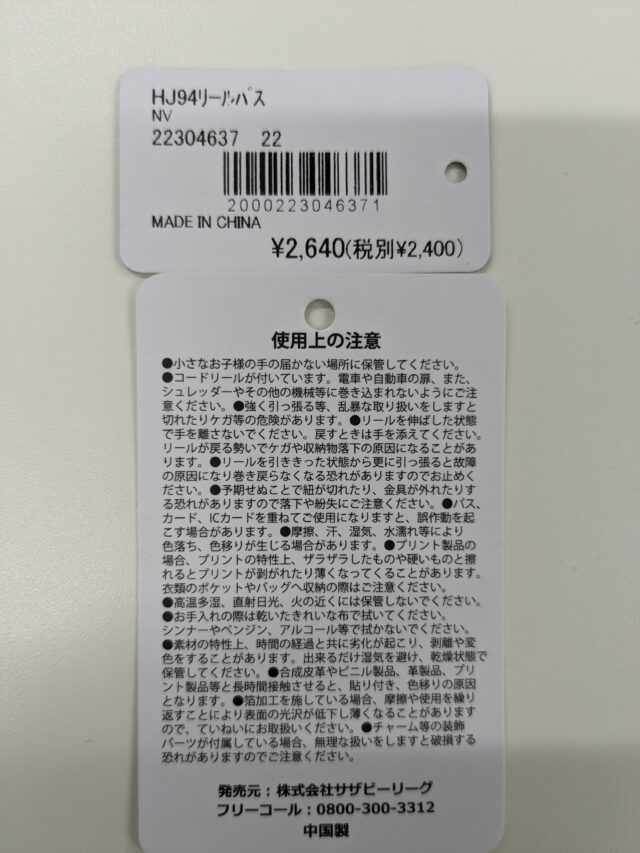 HJ94ﾘｰﾙﾊﾟｽ
NV
22304637 22
2000223046371
MADE IN CHINA
¥2,640(税別¥2,400)
使用上の注意
●小さなお子様の手の届かない場所に保管してください。
●コードリールが付いています。電車や自動車の扉、また、
シュレッダーやその他の機械等に巻き込まれないようにご注
意ください。●強く引っ張る等、乱暴な取り扱いをしますと
切れたりケガ等の危険があります。●リールを伸ばした状態
で手を離さないでください。戻すときは手を添えてください。
リールが戻る勢いでケガや収納物落下の原因になることがあ
ります。●リールを引ききった状態から更に引っ張ると故障
の原因になり巻き戻らなくなる恐れがありますのでお止めく
ださい。●予期せぬことで紐が切れたり、金具が外れたりす
る恐れがありますので落下や紛失にご注意ください。●パス、
カード、ICカードを重ねてご使用になりますと、誤作動を起
こす場合があります。●摩擦、汗、湿気、水濡れ等により
色落ち、色移りが生じる場合があります。●プリント製品の
場合、プリントの特性上、ザラザラしたものや硬いものと擦
れるとプリントが剥がれたり薄くなってくることがあります。
衣類のポケットやバッグへ収納の際はご注意ください。
●高温多湿、直射日光、火の近くには保管しないでください。
●お手入れの際は乾いたきれいな布で拭いてください。
シンナーやベンジン、アルコール等で拭かないでください。
●素材の特性上、時間の経過と共に劣化が起こり、剥離や変
色をすることがあります。出来るだけ湿気を避け、乾燥状態で
保管してください。●合成皮革やビニル製品、革製品、プリ
ント製品等と長時間接触させると、貼り付き、色移りの原因
となります。●箔加工を施している場合、摩擦や使用を繰り
返すことにより表面の光沢が低下し薄くなることがあります
ので、ていねいにお取扱いください。●チャーム等の装飾
パーツが付属している場合、無理な扱いをしますと破損する
恐れがありますのでご注意ください。
発売元：株式会社サザビーリーグ
フリーコール：0800-300-3312
中国製